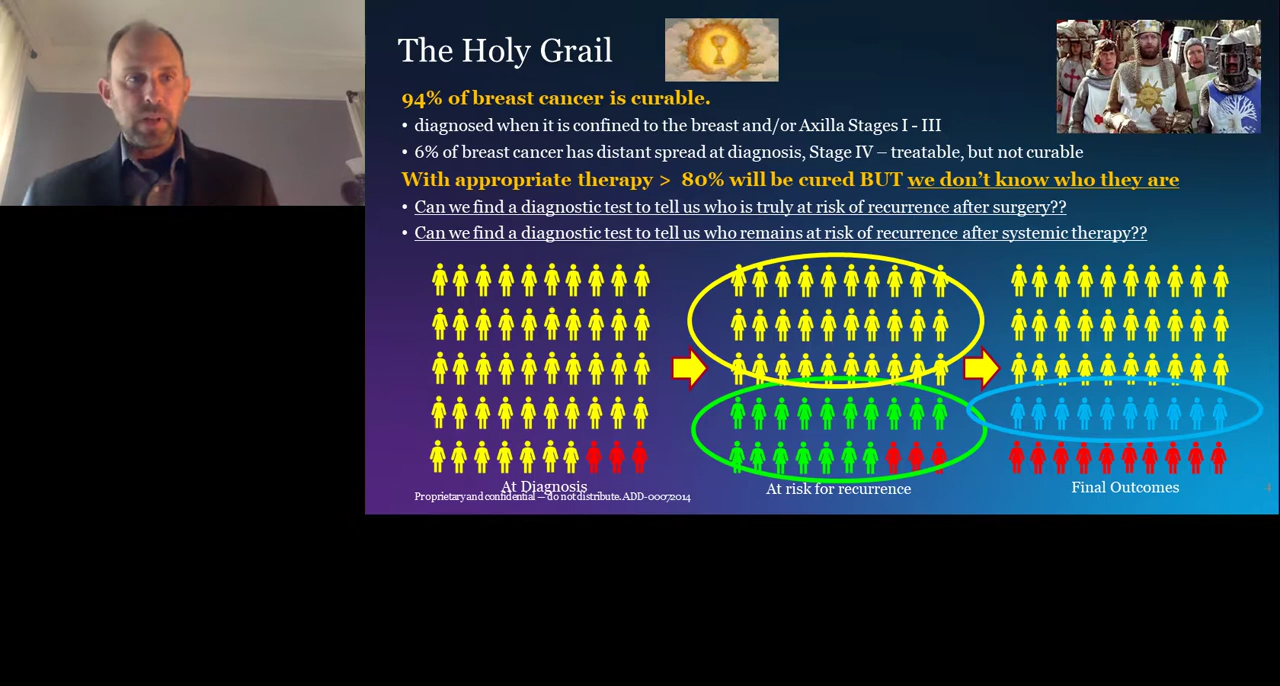 The Holy Grail
94% of breast cancer is curable.
• diagnosed when it is confined to the breast and/or Axilla Stages I - III
• 6% of breast cancer has distant spread at diagnosis, Stage IV – treatable, but not curable
With appropriate therapy > 80% will be cured BUT we don't know who they are
• Can we find a diagnostic test to tell us who is truly at risk of recurrence after surgery??
• Can we find a diagnostic test to tell us who remains at risk of recurrence after systemic therapy??
At Diagnosis
At risk for recurrence
Final Outcomes
Proprietary and confidential — do not distribute. ADD-00072014
4